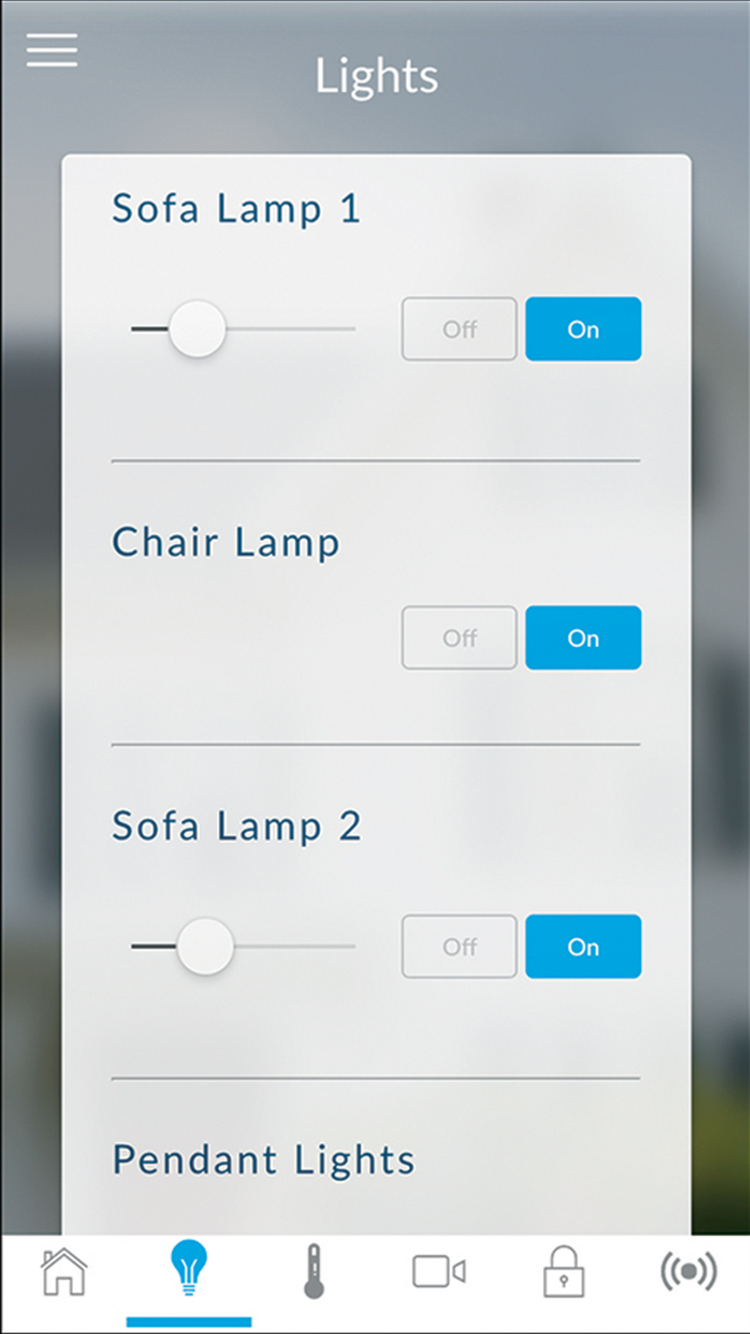 Lights
Sofa Lamp 1
Off On
Chair Lamp
Off On
Sofa Lamp 2
Off On
Pendant Lights